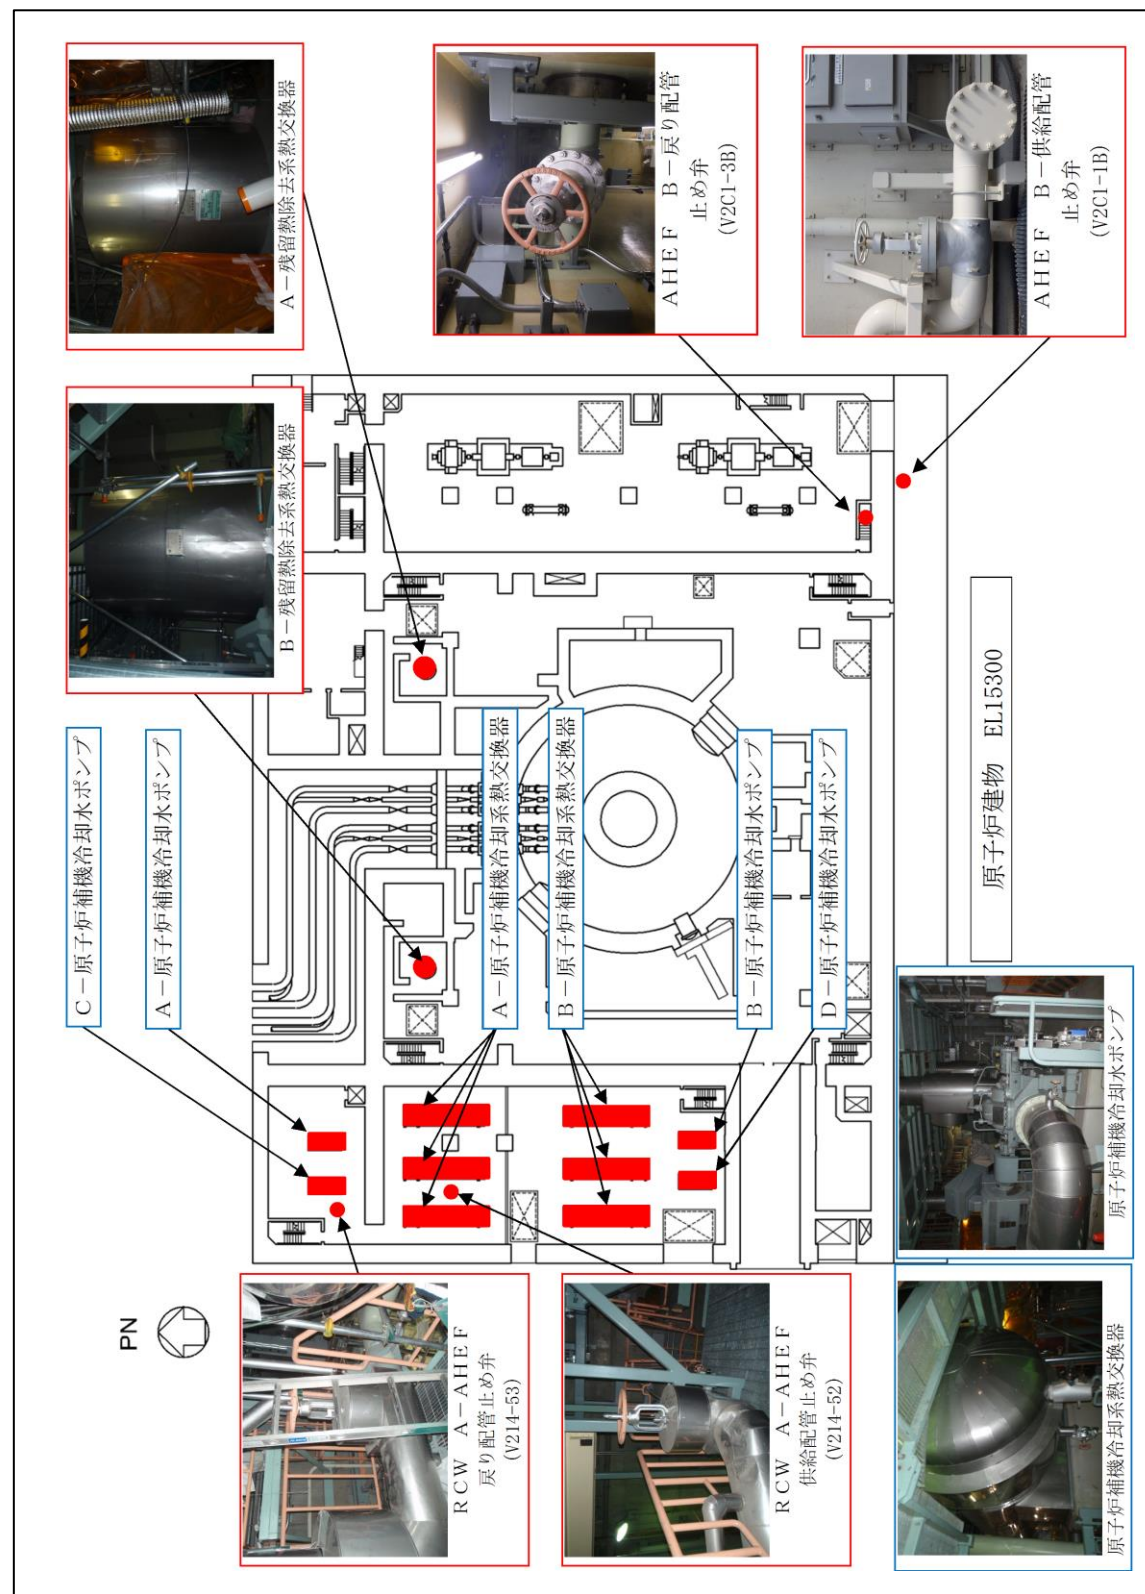 A-残留熱除去系熱交換器
B-残留熱除去系熱交換器
AHEF B-戻り配管
止め弁
(V2C1-3B)
AHEF B-供給配管
止め弁
(V2C1-1B)
C-原子炉補機冷却水ポンプ
A-原子炉補機冷却水ポンプ
A-原子炉補機冷却系熱交換器
B-原子炉補機冷却系熱交換器
B-原子炉補機冷却水ポンプ
D-原子炉補機冷却水ポンプ
原子炉建物 EL15300
PN
RCW A-AHEF
戻り配管止め弁
(V214-53)
RCW A-AHEF
供給配管止め弁
(V214-52)
原子炉補機冷却水ポンプ
原子炉補機冷却系熱交換器